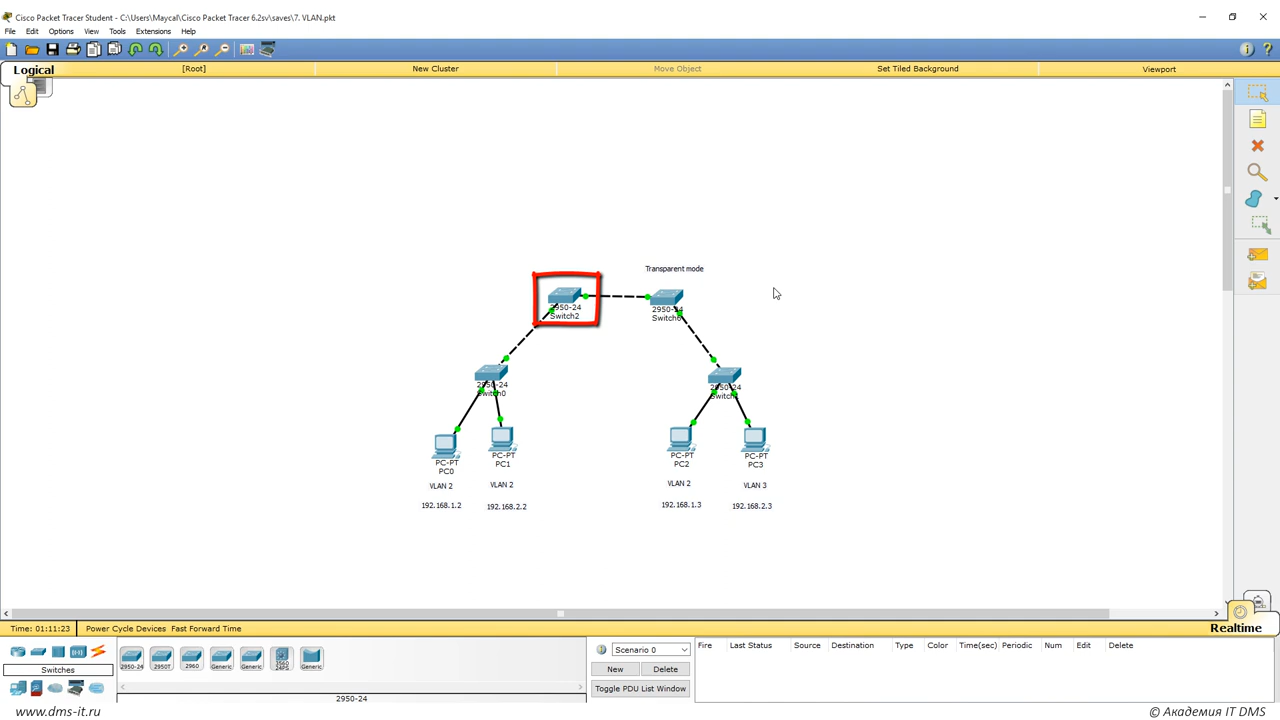 Cisco Packet Tracer Student - C:\Users\Maycal\Cisco Packet Tracer 6.2sv\saves\7. VLAN.pkt
File Edit Options View Tools Extensions Help
Logical [Root] New Cluster Move Object Set Tiled Background Viewport
Transparent mode
2950-24
Switch2
2950-24
2950-24
Switch0
2950-24
PC-PT
PC0
PC-PT
PC1
PC-PT
PC2
PC-PT
PC3
VLAN 2
VLAN 2
VLAN 2
VLAN 3
192.168.1.2
192.168.2.2
192.168.1.3
192.168.2.3
Time: 01:11:23 Power Cycle Devices Fast Forward Time Realtime
Switches
2950-24 2950T 2960 Generic Generic Generic
2950-24
Scenario 0
New Delete
Toggle PDU List Window
Fire Last Status Source Destination Type Color Time(sec) Periodic Num Edit Delete
www.dms-it.ru
© Академия IT DMS